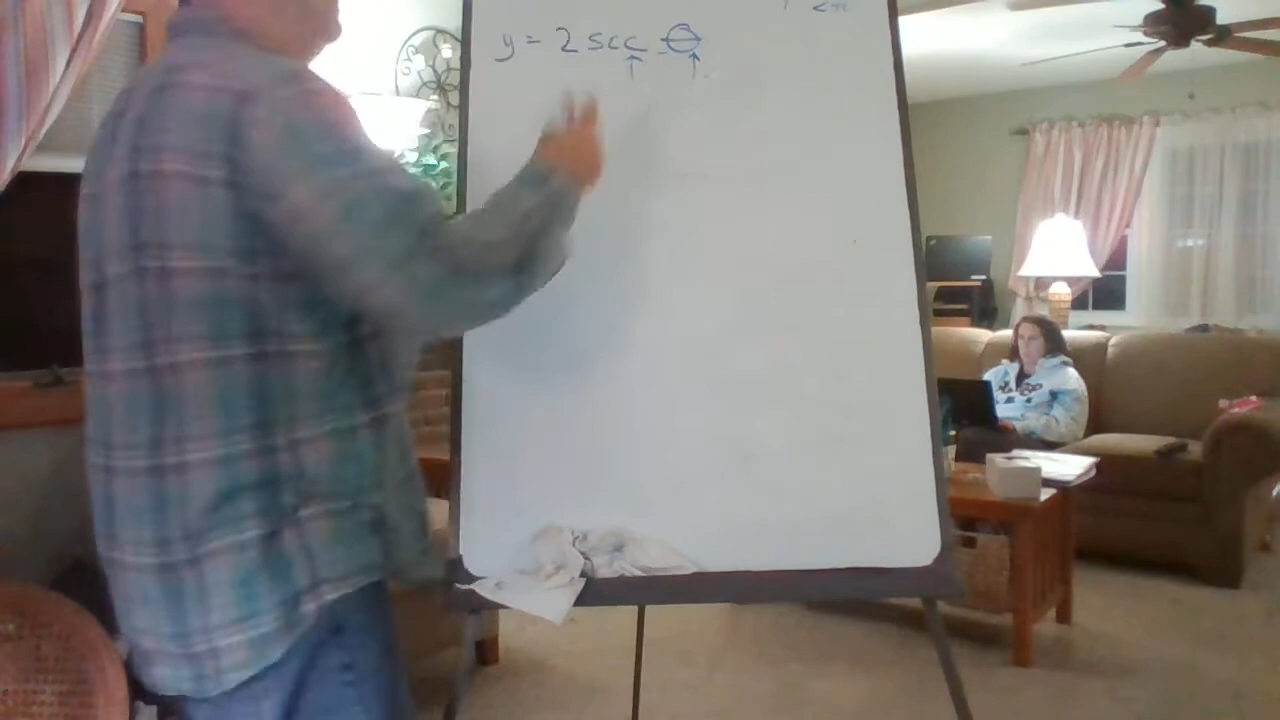 y = 2 sec θ
↑ ↑